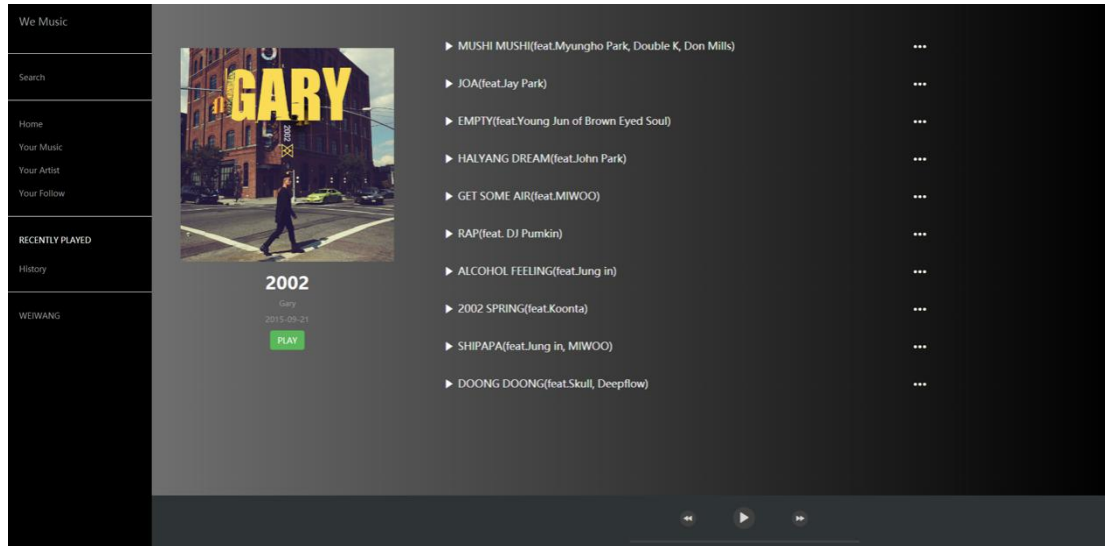 We Music
Search
Home
Your Music
Your Artist
Your Follow
RECENTLY PLAYED
History
WEIWANG
GARY
2002
2002
Gary
2015-09-21
PLAY
MUSHI MUSHI(feat.Myungho Park, Double K, Don Mills)
JOA(feat.Jay Park)
EMPTY(feat.Young Jun of Brown Eyed Soul)
HALYANG DREAM(feat.John Park)
GET SOME AIR(feat.MIWOO)
RAP(feat. DJ Pumkin)
ALCOHOL FEELING(feat.Jung in)
2002 SPRING(feat.Koonta)
SHIPAPA(feat.Jung in, MIWOO)
DOONG DOONG(feat.Skull, Deepflow)